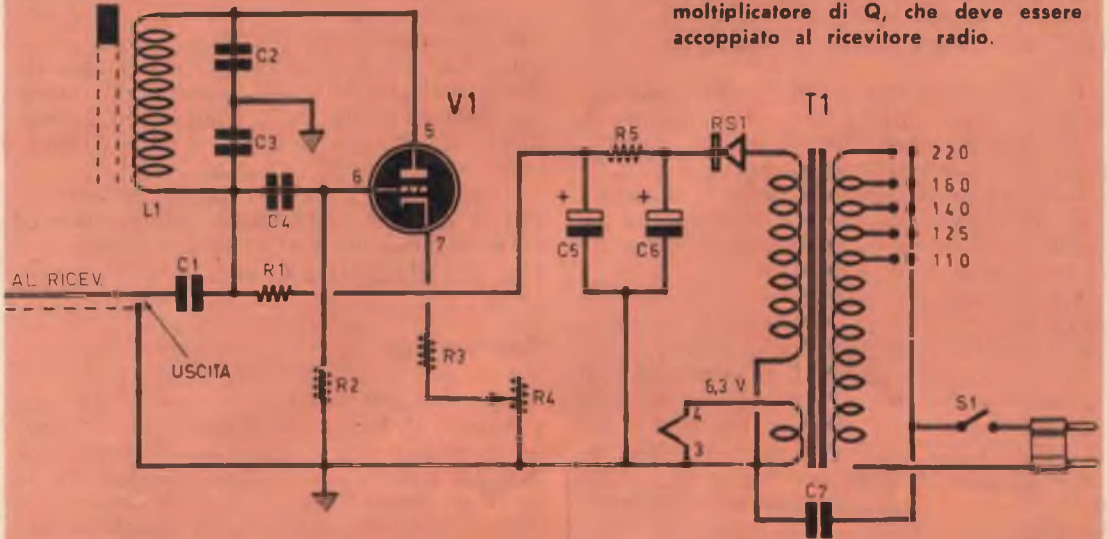 moltiplicatore di Q, che deve essere
accoppiato al ricevitore radio.
V1
T1
C2
C3
L1
C4
5
6
7
R5
RS1
+
+
C5
C6
220
160
140
125
110
AL RICEV.
C1
R1
USCITA
R2
R3
R4
6,3 V
4
3
S1
C7